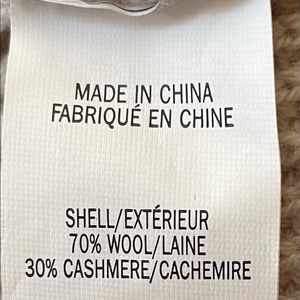 MADE IN CHINA
FABRIQUÉ EN CHINE
SHELL/EXTÉRIEUR
70% WOOL/LAINE
30% CASHMERE/CACHEMIRE